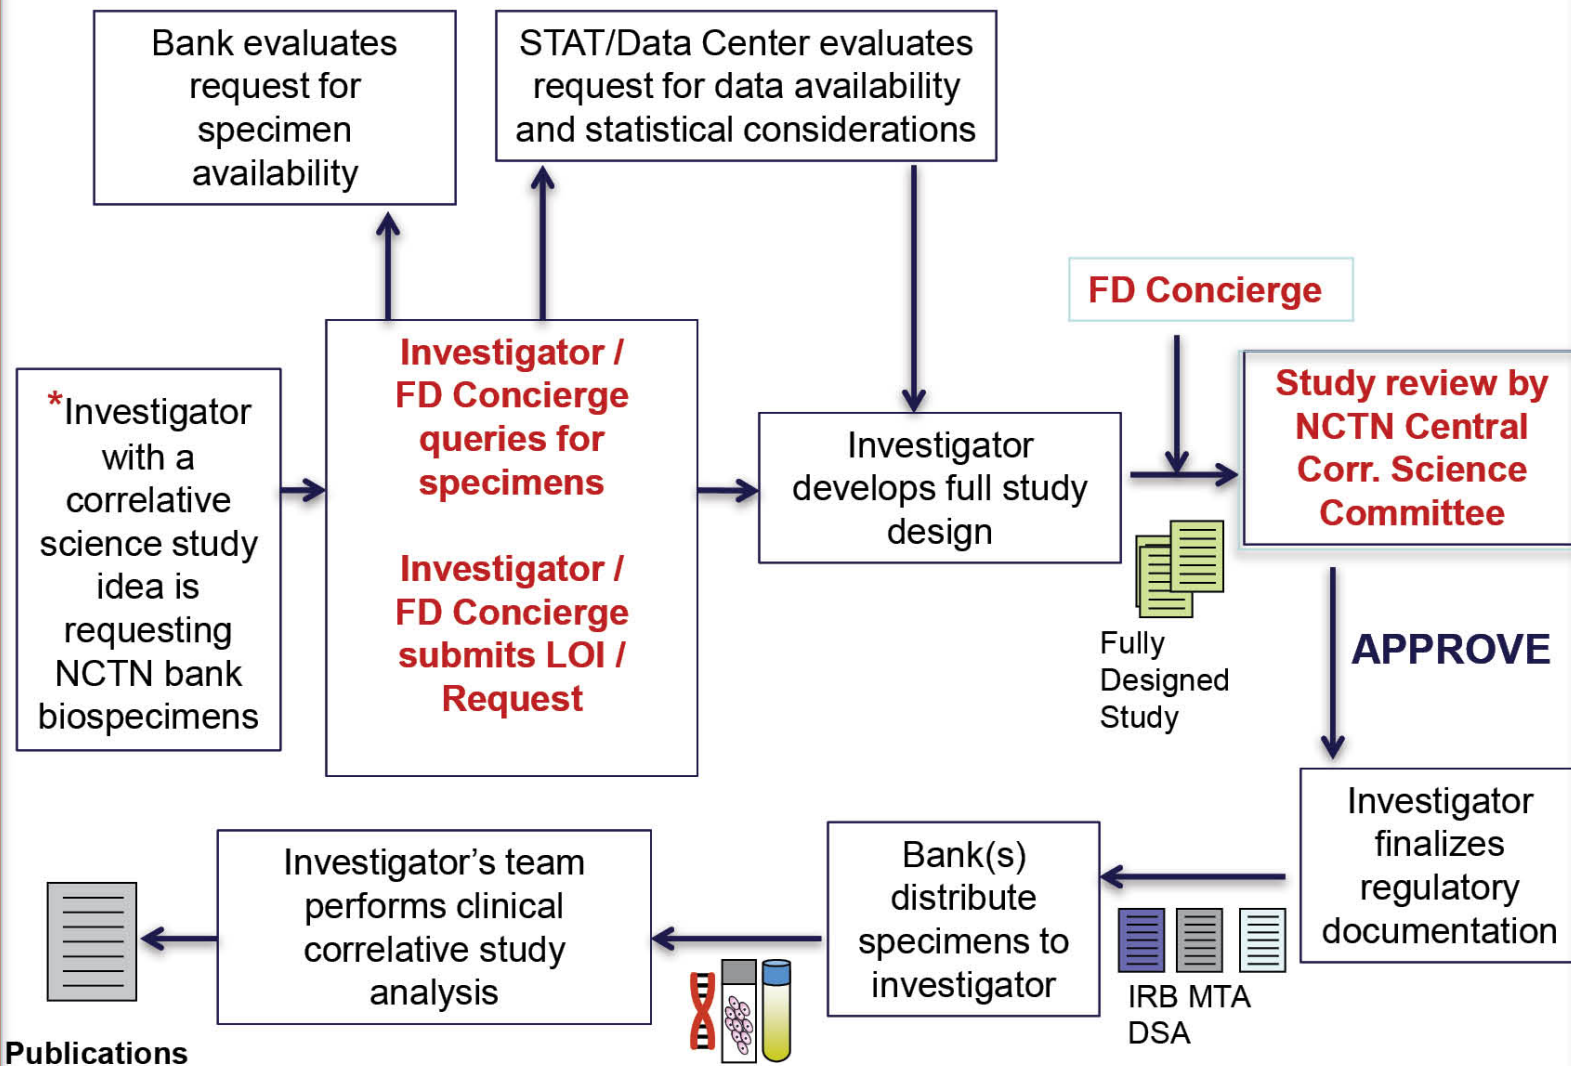 Bank evaluates
request for
specimen
availability
STAT/Data Center evaluates
request for data availability
and statistical considerations
FD Concierge
*Investigator
with a
correlative
science study
idea is
requesting
NCTN bank
biospecimens
Investigator /
FD Concierge
queries for
specimens
Investigator /
FD Concierge
submits LOI /
Request
Investigator
develops full study
design
Study review by
NCTN Central
Corr. Science
Committee
Fully
Designed
Study
APPROVE
Investigator
finalizes
regulatory
documentation
IRB MTA
DSA
Bank(s)
distribute
specimens to
investigator
Investigator’s team
performs clinical
correlative study
analysis
Publications